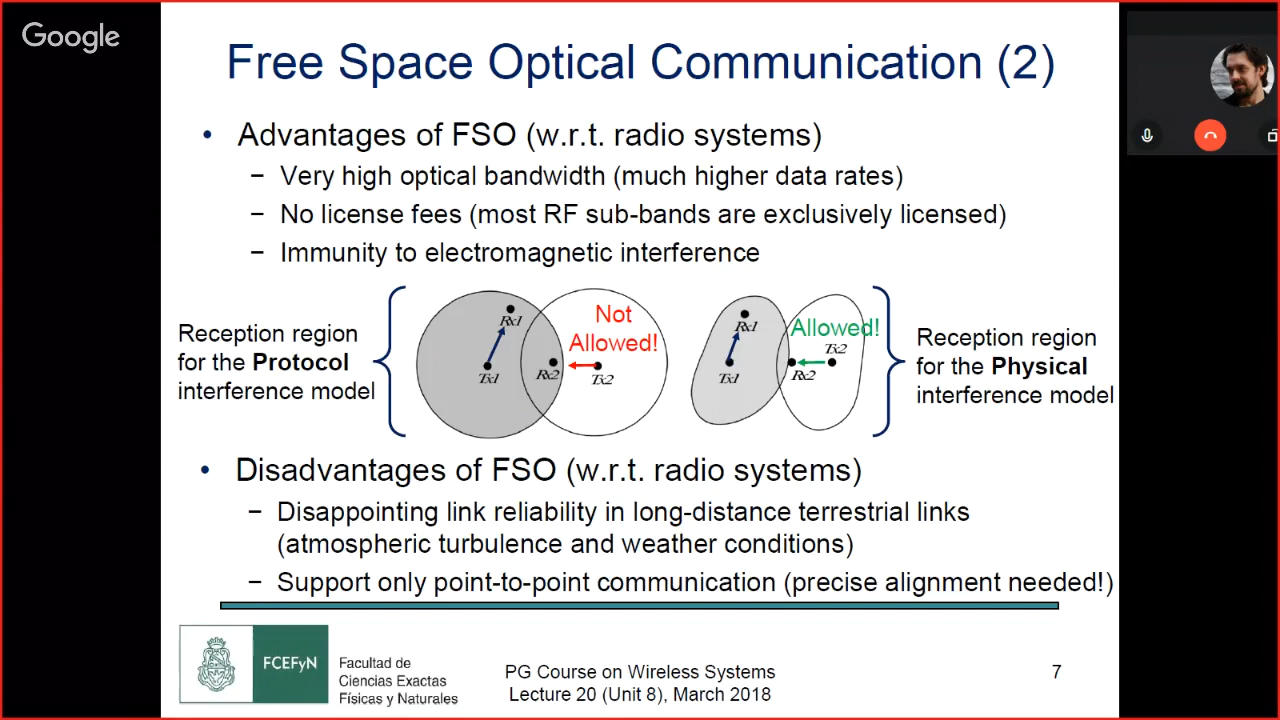 Google
Free Space Optical Communication (2)
• Advantages of FSO (w.r.t. radio systems)
− Very high optical bandwidth (much higher data rates)
− No license fees (most RF sub-bands are exclusively licensed)
− Immunity to electromagnetic interference
Reception region
for the Protocol
interference model
Rx1
Tx1
Rx2
Tx2
Not
Allowed!
Rx1
Tx1
Allowed!
Tx2
Rx2
Reception region
for the Physical
interference model
• Disadvantages of FSO (w.r.t. radio systems)
− Disappointing link reliability in long-distance terrestrial links
(atmospheric turbulence and weather conditions)
− Support only point-to-point communication (precise alignment needed!)
FCEFyN
Facultad de
Ciencias Exactas
Físicas y Naturales
PG Course on Wireless Systems
Lecture 20 (Unit 8), March 2018
7